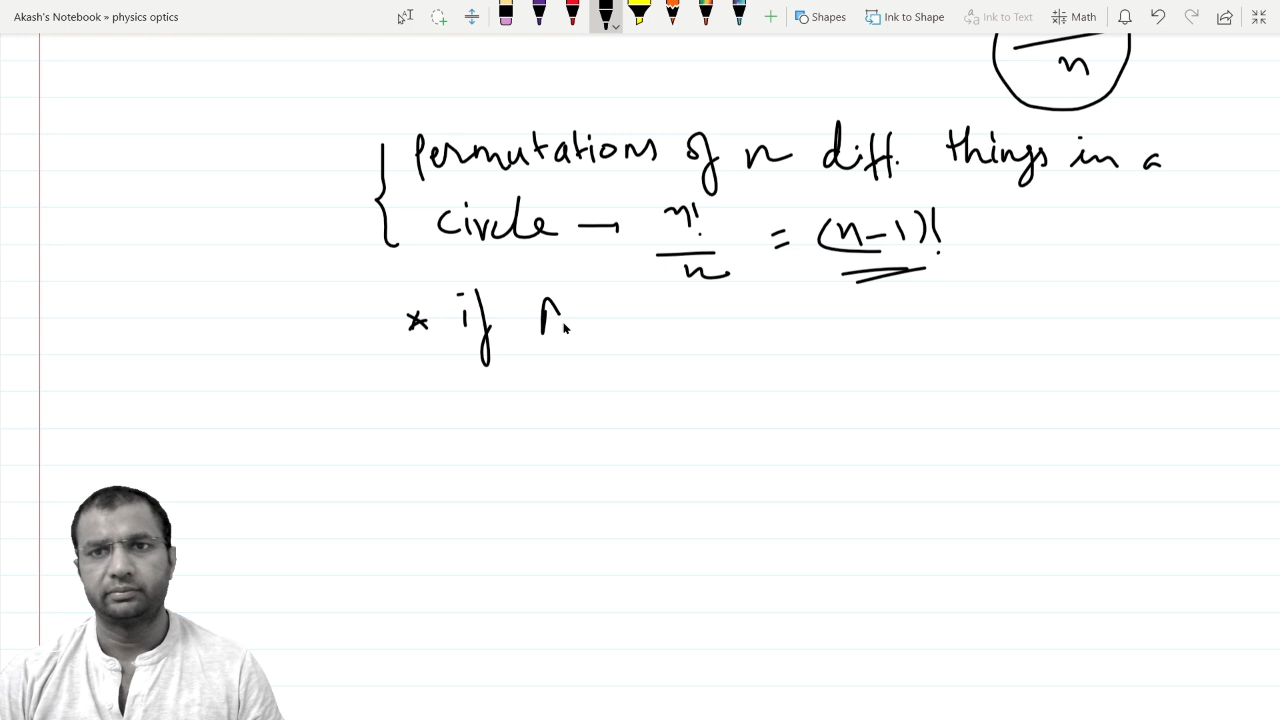 Akash's Notebook » physics optics
Shapes Ink to Shape Ink to Text Math
n
permutations of n diff. things in a
circle → n!/n = (n-1)!
* if